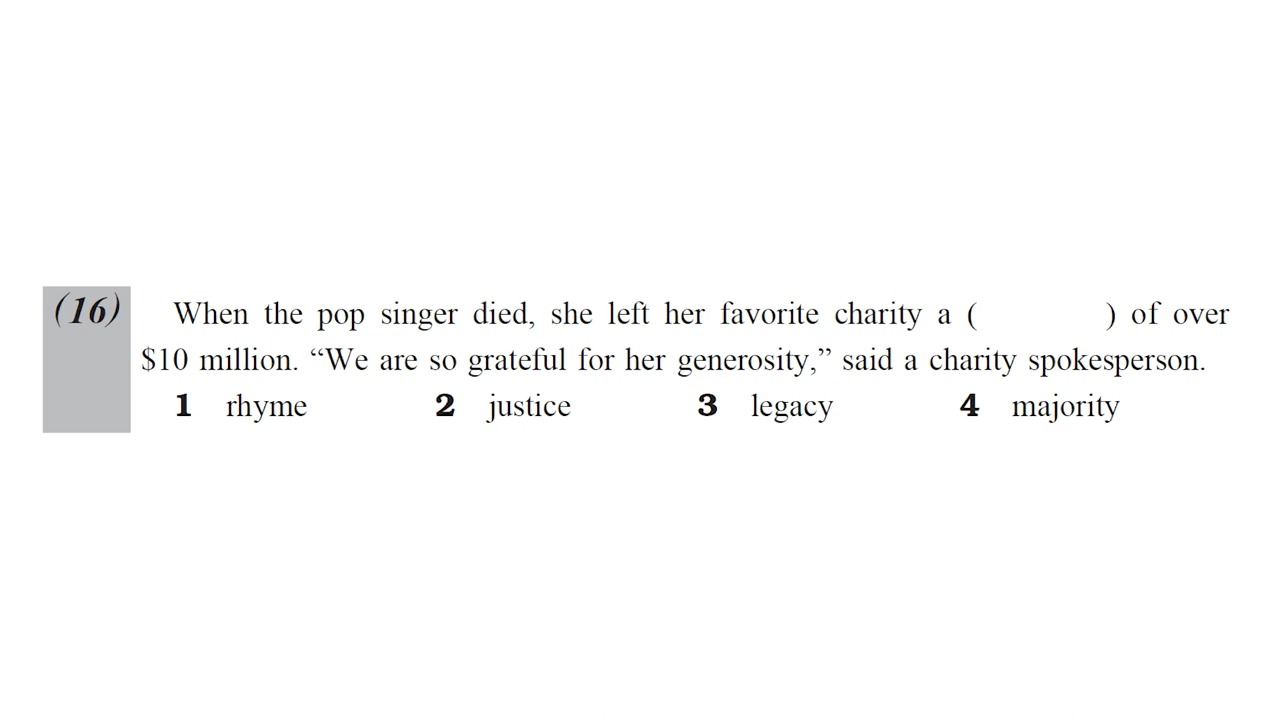 (16) When the pop singer died, she left her favorite charity a ( ) of over
$10 million. “We are so grateful for her generosity,” said a charity spokesperson.
1 rhyme 2 justice 3 legacy 4 majority